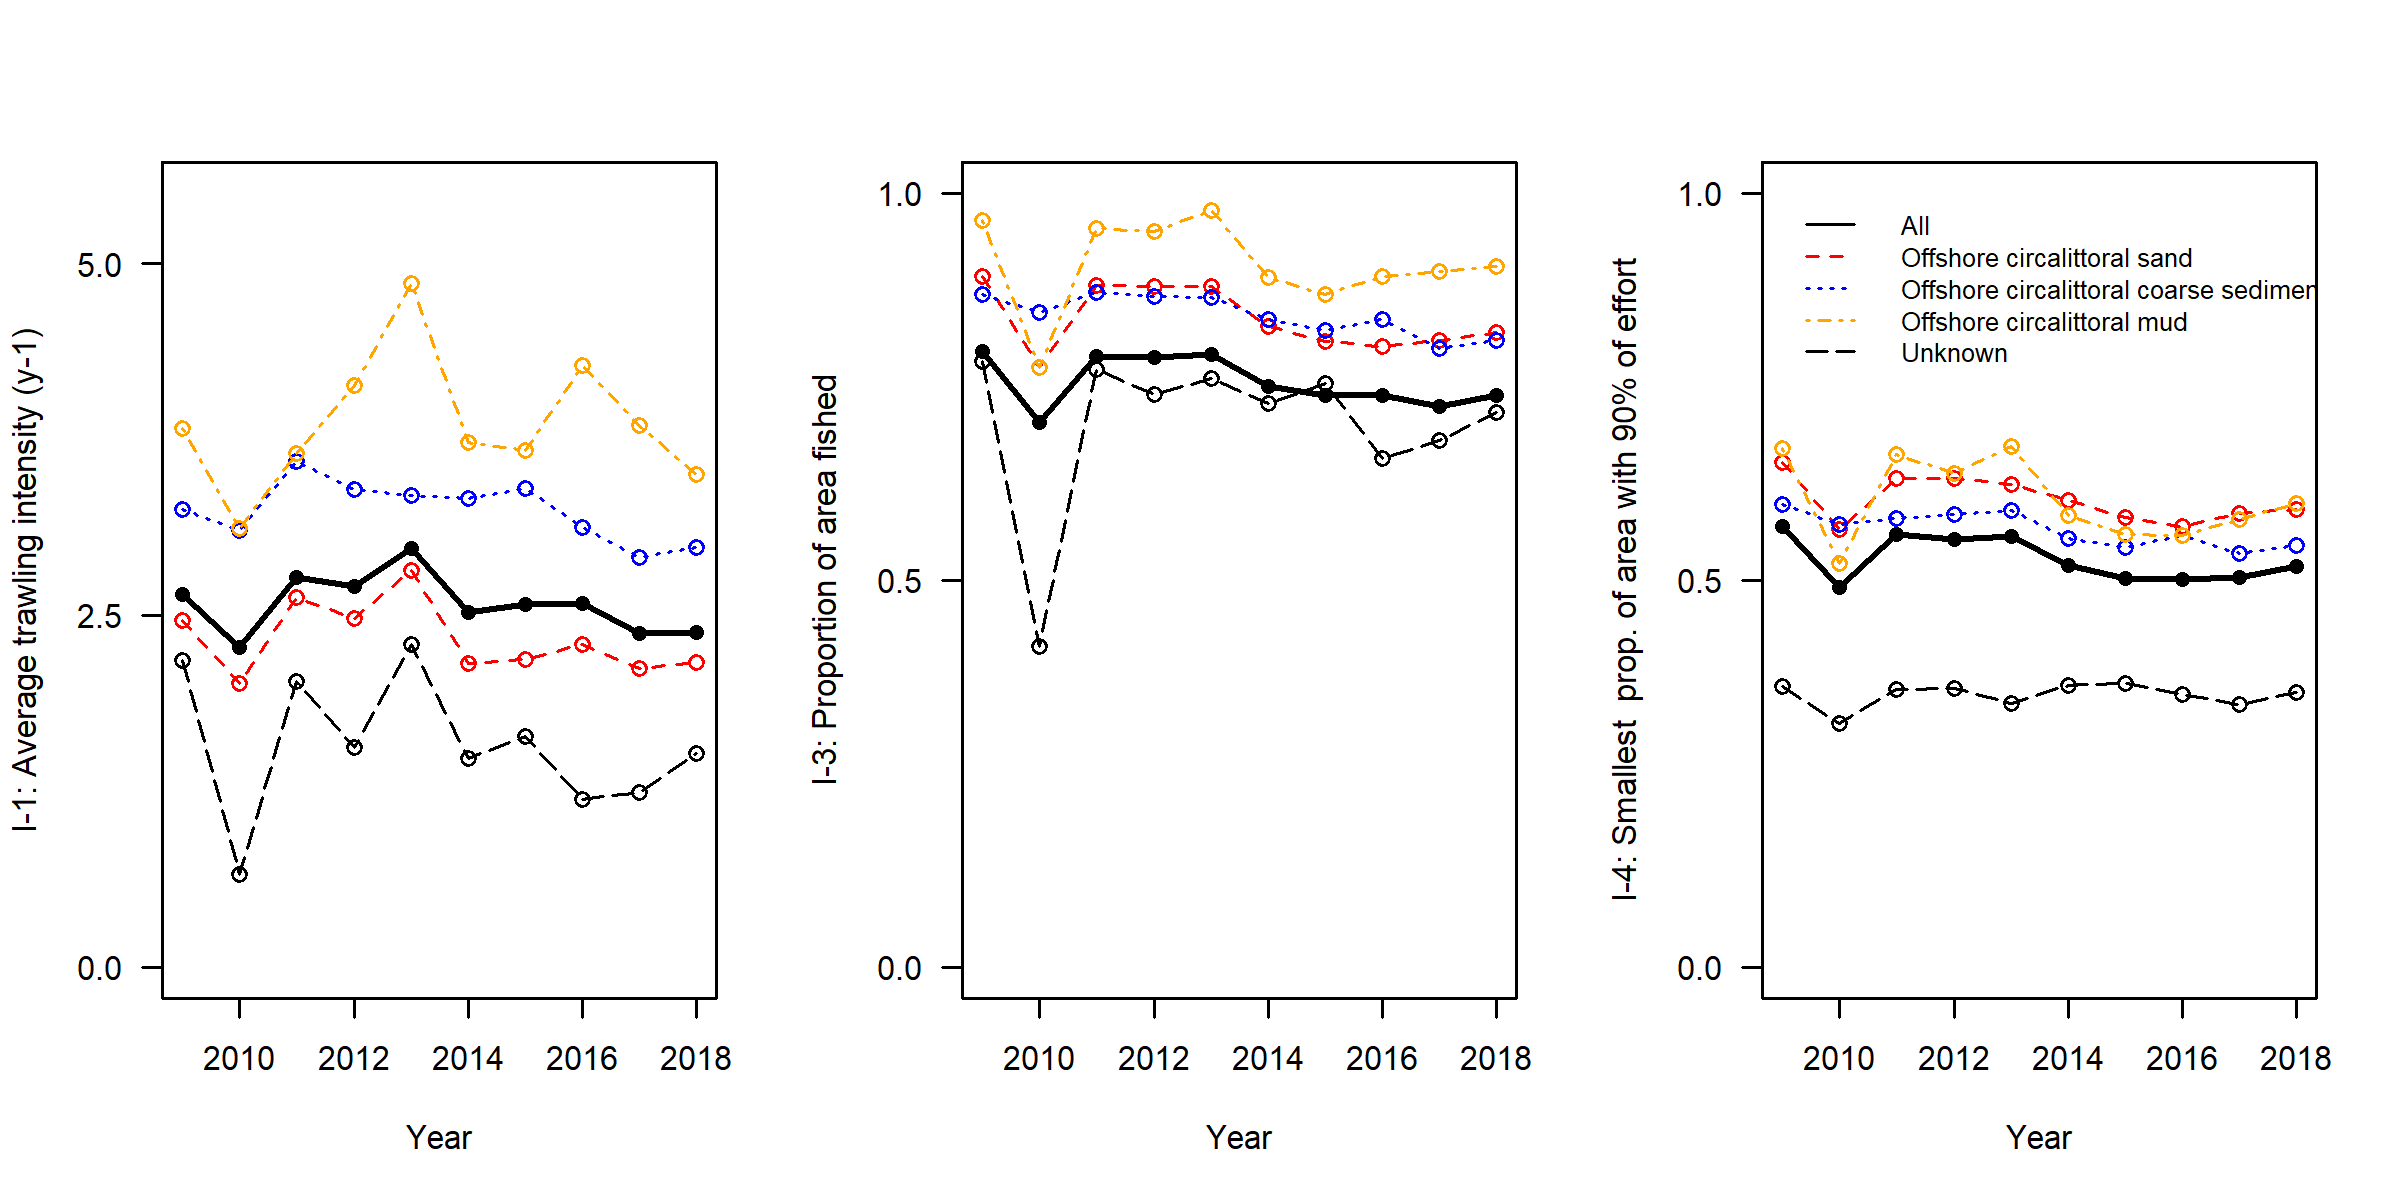 I-1: Average trawling intensity (y-1)
5.0
2.5
0.0
2010 2012 2014 2016 2018
Year
I-3: Proportion of area fished
1.0
0.5
0.0
2010 2012 2014 2016 2018
Year
I-4: Smallest prop. of area with 90% of effort
1.0
0.5
0.0
All
Offshore circalittoral sand
Offshore circalittoral coarse sedimen
Offshore circalittoral mud
Unknown
2010 2012 2014 2016 2018
Year